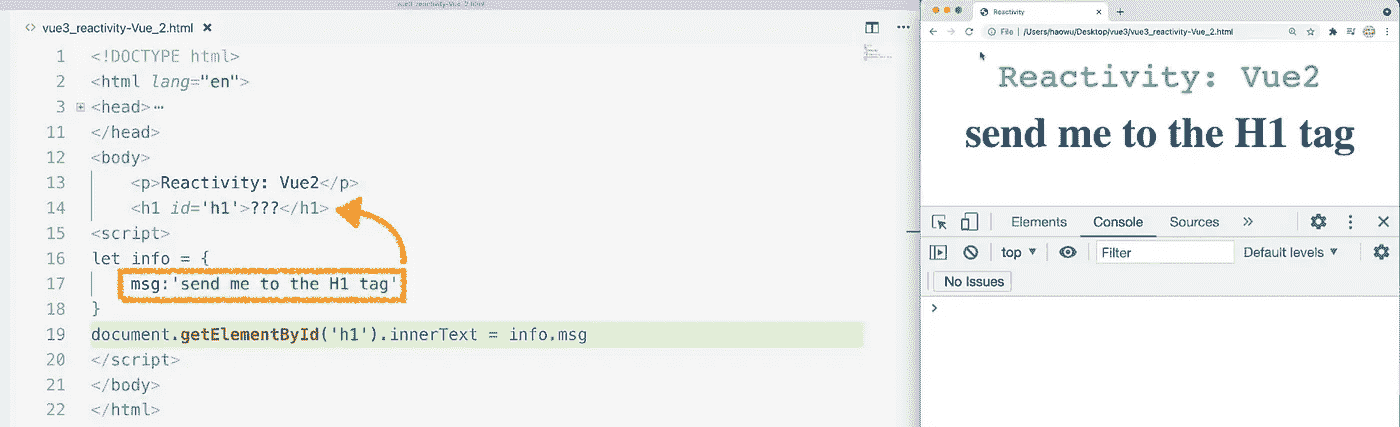 vue3_reactivity-Vue_2.html
vue3_reactivity-Vue_2.html ×
1 <!DOCTYPE html>
2 <html lang="en">
3 <head>⋯
11 </head>
12 <body>
13 <p>Reactivity: Vue2</p>
14 <h1 id='h1'>???</h1>
15 <script>
16 let info = {
17 msg:'send me to the H1 tag'
18 }
19 document.getElementById('h1').innerText = info.msg
20 </script>
21 </body>
22 </html>
Reactivity
File | /Users/haowu/Desktop/vue3/vue3_reactivity-Vue_2.html
Reactivity: Vue2
send me to the H1 tag
Elements Console Sources »
top ▼ Filter Default levels ▼
No Issues
>